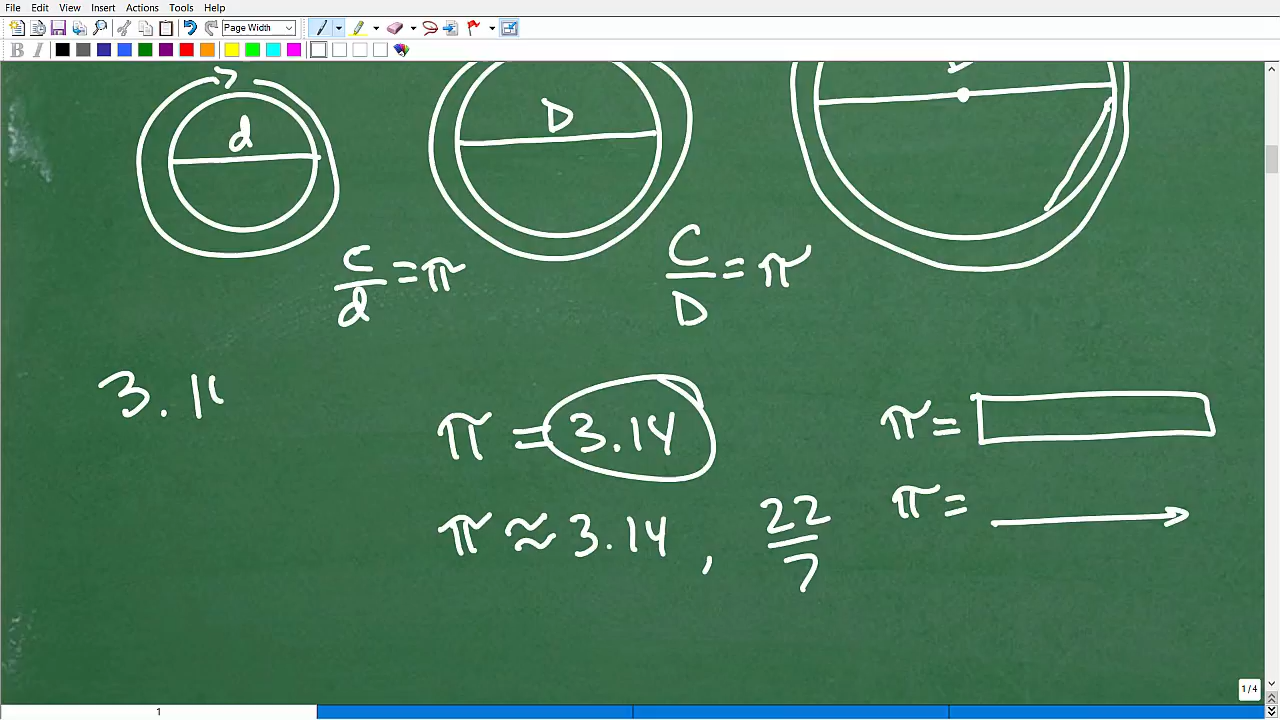 File Edit View Insert Actions Tools Help
Page Width
B I
d
D
C/d = π
C/D = π
3.1
π = 3.14
π =
π ≈ 3.14 , 22/7
π =
1/4
1